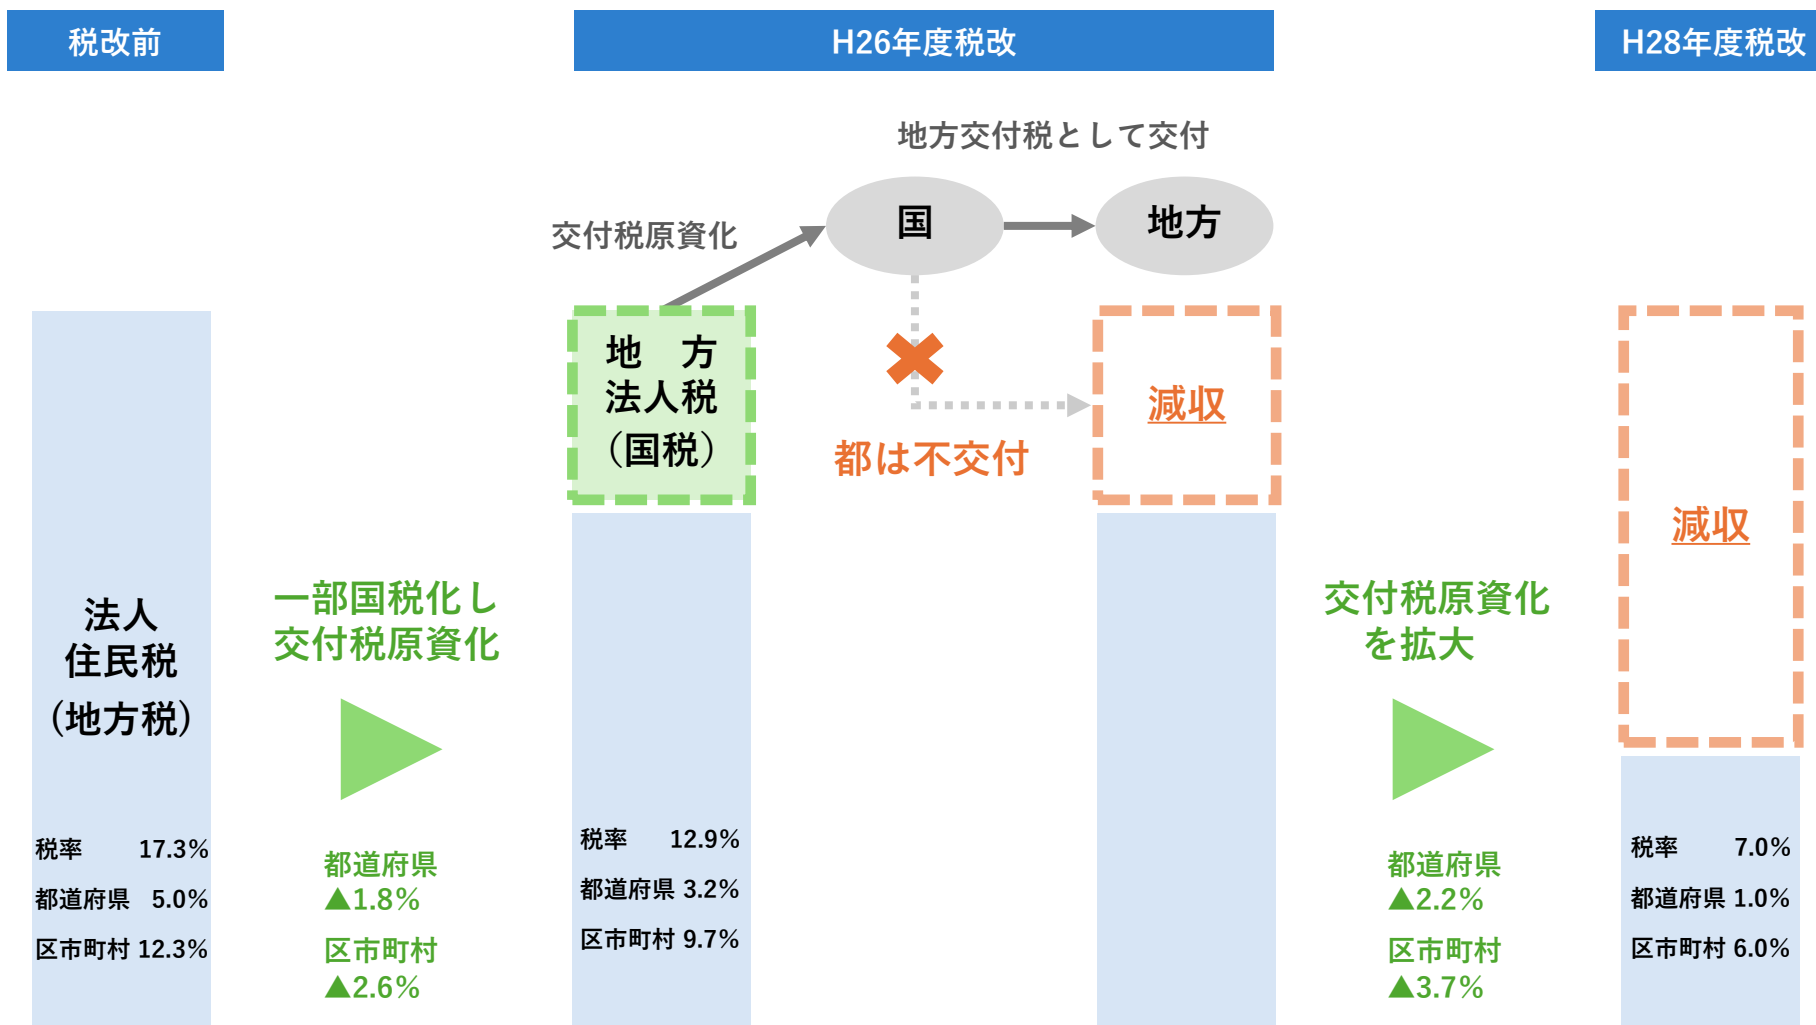 税改前
H26年度税改
H28年度税改
地方交付税として交付
交付税原資化
国
地方
地　方
法人税
（国税）
減収
都は不交付
減収
法人
住民税
（地方税）
一部国税化し
交付税原資化
交付税原資化
を拡大
税率 17.3%
都道府県 5.0%
区市町村 12.3%
都道府県
▲1.8%
区市町村
▲2.6%
税率 12.9%
都道府県 3.2%
区市町村 9.7%
都道府県
▲2.2%
区市町村
▲3.7%
税率 7.0%
都道府県 1.0%
区市町村 6.0%